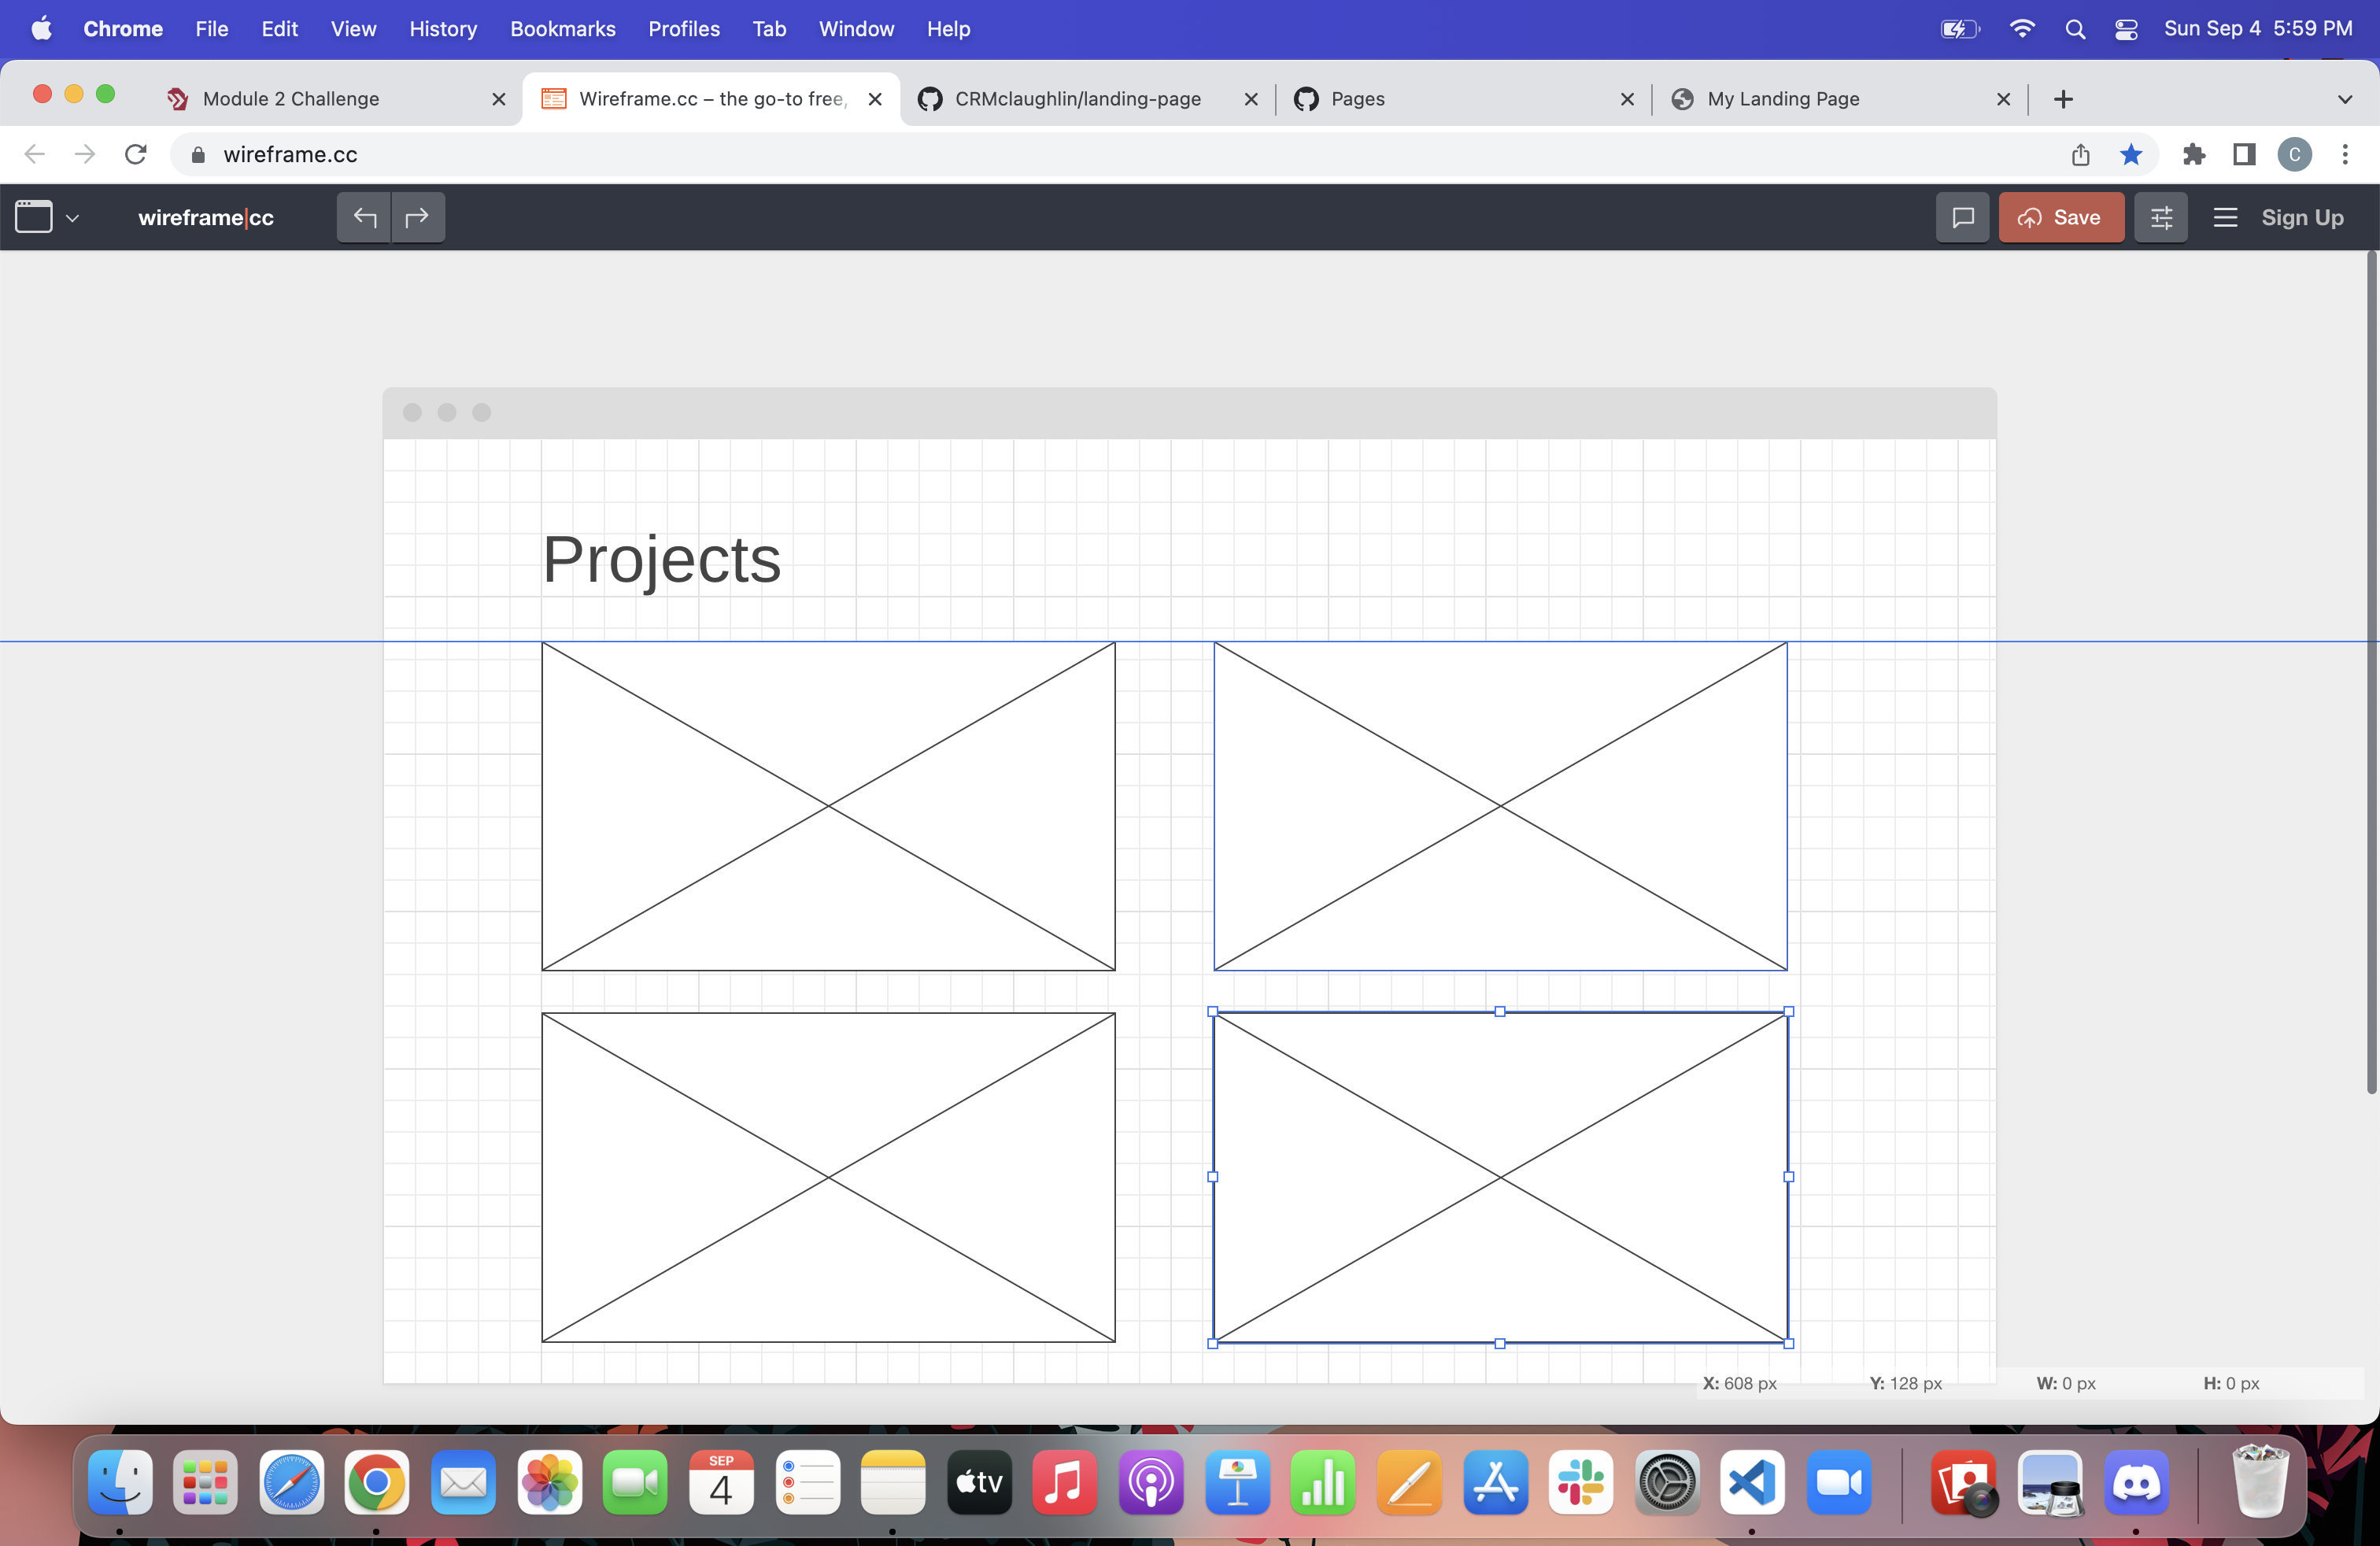 Chrome File Edit View History Bookmarks Profiles Tab Window Help Sun Sep 4 5:59 PM
Module 2 Challenge Wireframe.cc – the go-to free, CRMclaughlin/landing-page Pages My Landing Page
wireframe.cc C
wireframe|cc Save Sign Up
Projects
X: 608 px Y: 128 px W: 0 px H: 0 px
SEP
4
tv